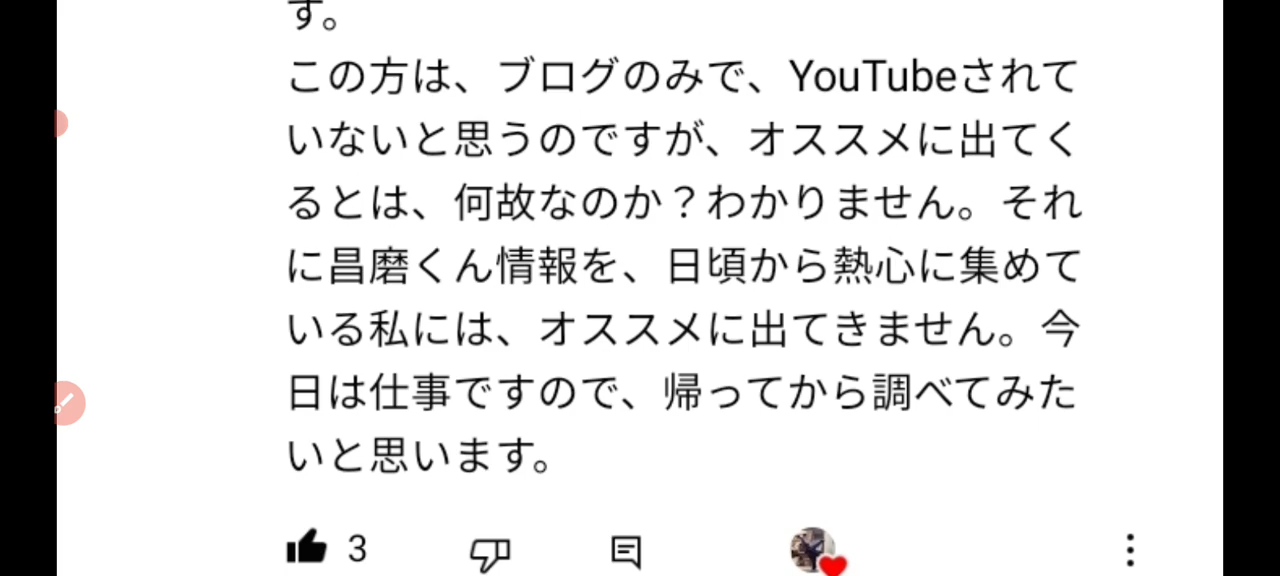 す。
この方は、ブログのみで、YouTubeされて
いないと思うのですが、オススメに出てく
るとは、何故なのか？わかりません。それ
に昌磨くん情報を、日頃から熱心に集めて
いる私には、オススメに出てきません。今
日は仕事ですので、帰ってから調べてみた
いと思います。
3